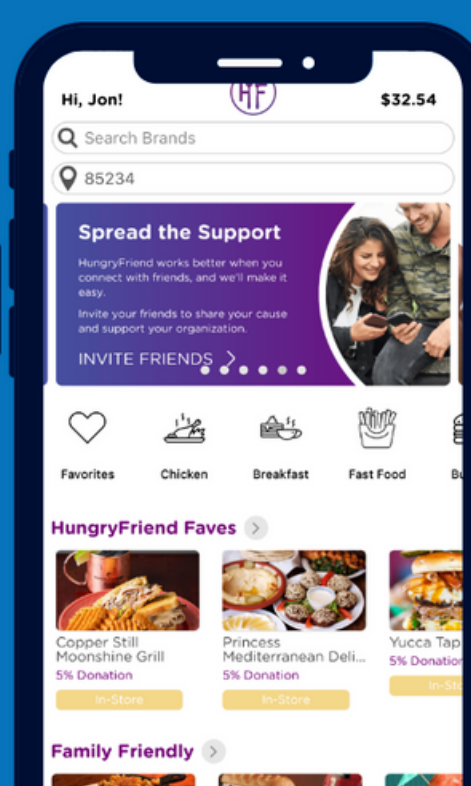 Hi, Jon!
HF
$32.54
Search Brands
85234
Spread the Support
HungryFriend works better when you
connect with friends, and we'll make it
easy.
Invite your friends to share your cause
and support your organization.
INVITE FRIENDS
Favorites
Chicken
Breakfast
Fast Food
Bu
HungryFriend Faves
Copper Still
Moonshine Grill
5% Donation
In-Store
Princess
Mediterranean Deli...
5% Donation
In-Store
Yucca Tap
5% Donation
In-Sto
Family Friendly